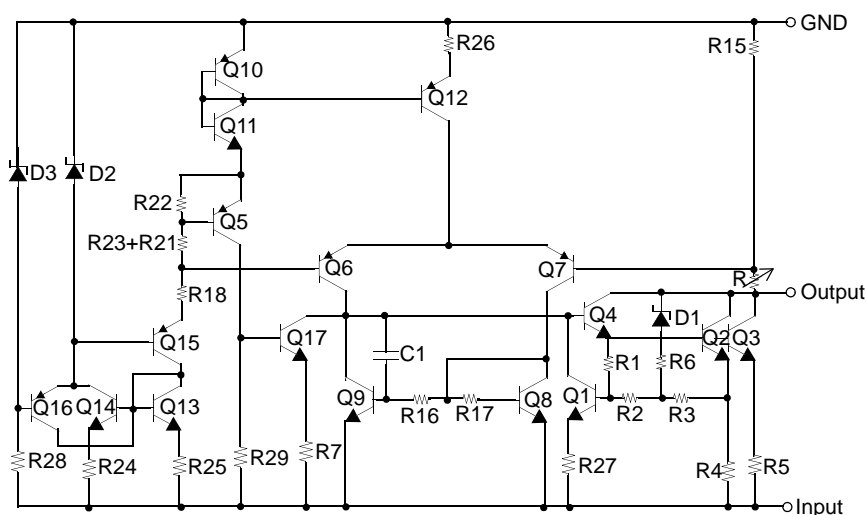 GND
R26
R15
Q10
Q12
Q11
D3
D2
R22
Q5
R23+R21
Q6
Q7
R
R18
Output
Q4
D1
Q2
Q3
Q15
Q17
C1
R1
R6
Q16
Q14
Q13
Q9
R16
R17
Q8
Q1
R2
R3
R28
R24
R25
R29
R7
R27
R4
R5
Input